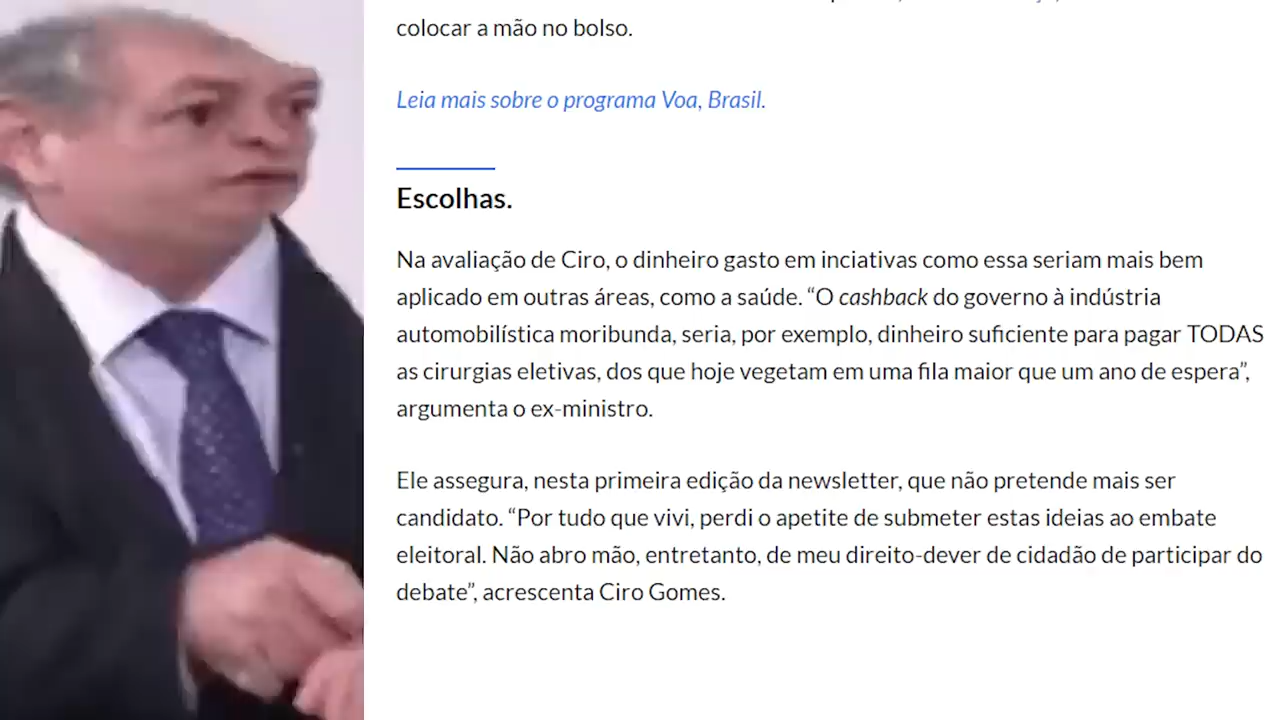 colocar a mão no bolso.
Leia mais sobre o programa Voa, Brasil.
Escolhas.
Na avaliação de Ciro, o dinheiro gasto em inciativas como essa seriam mais bem
aplicado em outras áreas, como a saúde. “O cashback do governo à indústria
automobilística moribunda, seria, por exemplo, dinheiro suficiente para pagar TODAS
as cirurgias eletivas, dos que hoje vegetam em uma fila maior que um ano de espera”,
argumenta o ex-ministro.
Ele assegura, nesta primeira edição da newsletter, que não pretende mais ser
candidato. “Por tudo que vivi, perdi o apetite de submeter estas ideias ao embate
eleitoral. Não abro mão, entretanto, de meu direito-dever de cidadão de participar do
debate”, acrescenta Ciro Gomes.